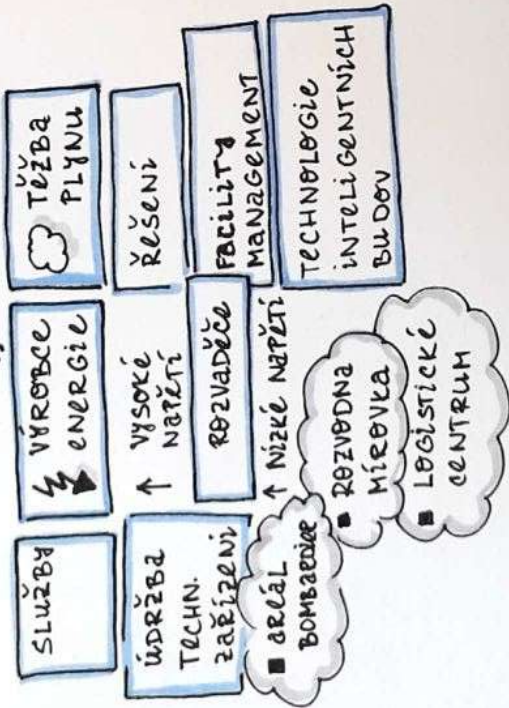 SLUŽBY
VÝROBCE
ENERGIE
TĚŽBA
PLYNU
ÚDRŽBA
TECHN.
ZAŘÍZENÍ
↑ VYSOKÉ
NAPĚTÍ
ŘEŠENÍ
ROZVADĚČE
FACILITY
MANAGEMENT
↑ NÍZKÉ NAPĚTÍ
TECHNOLOGIE
INTELIGENTNÍCH
BUDOV
■ AREÁL
BOMBARDIER
■ ROZVODNA
MÍROVKA
■ LOGISTICKÉ
CENTRUM